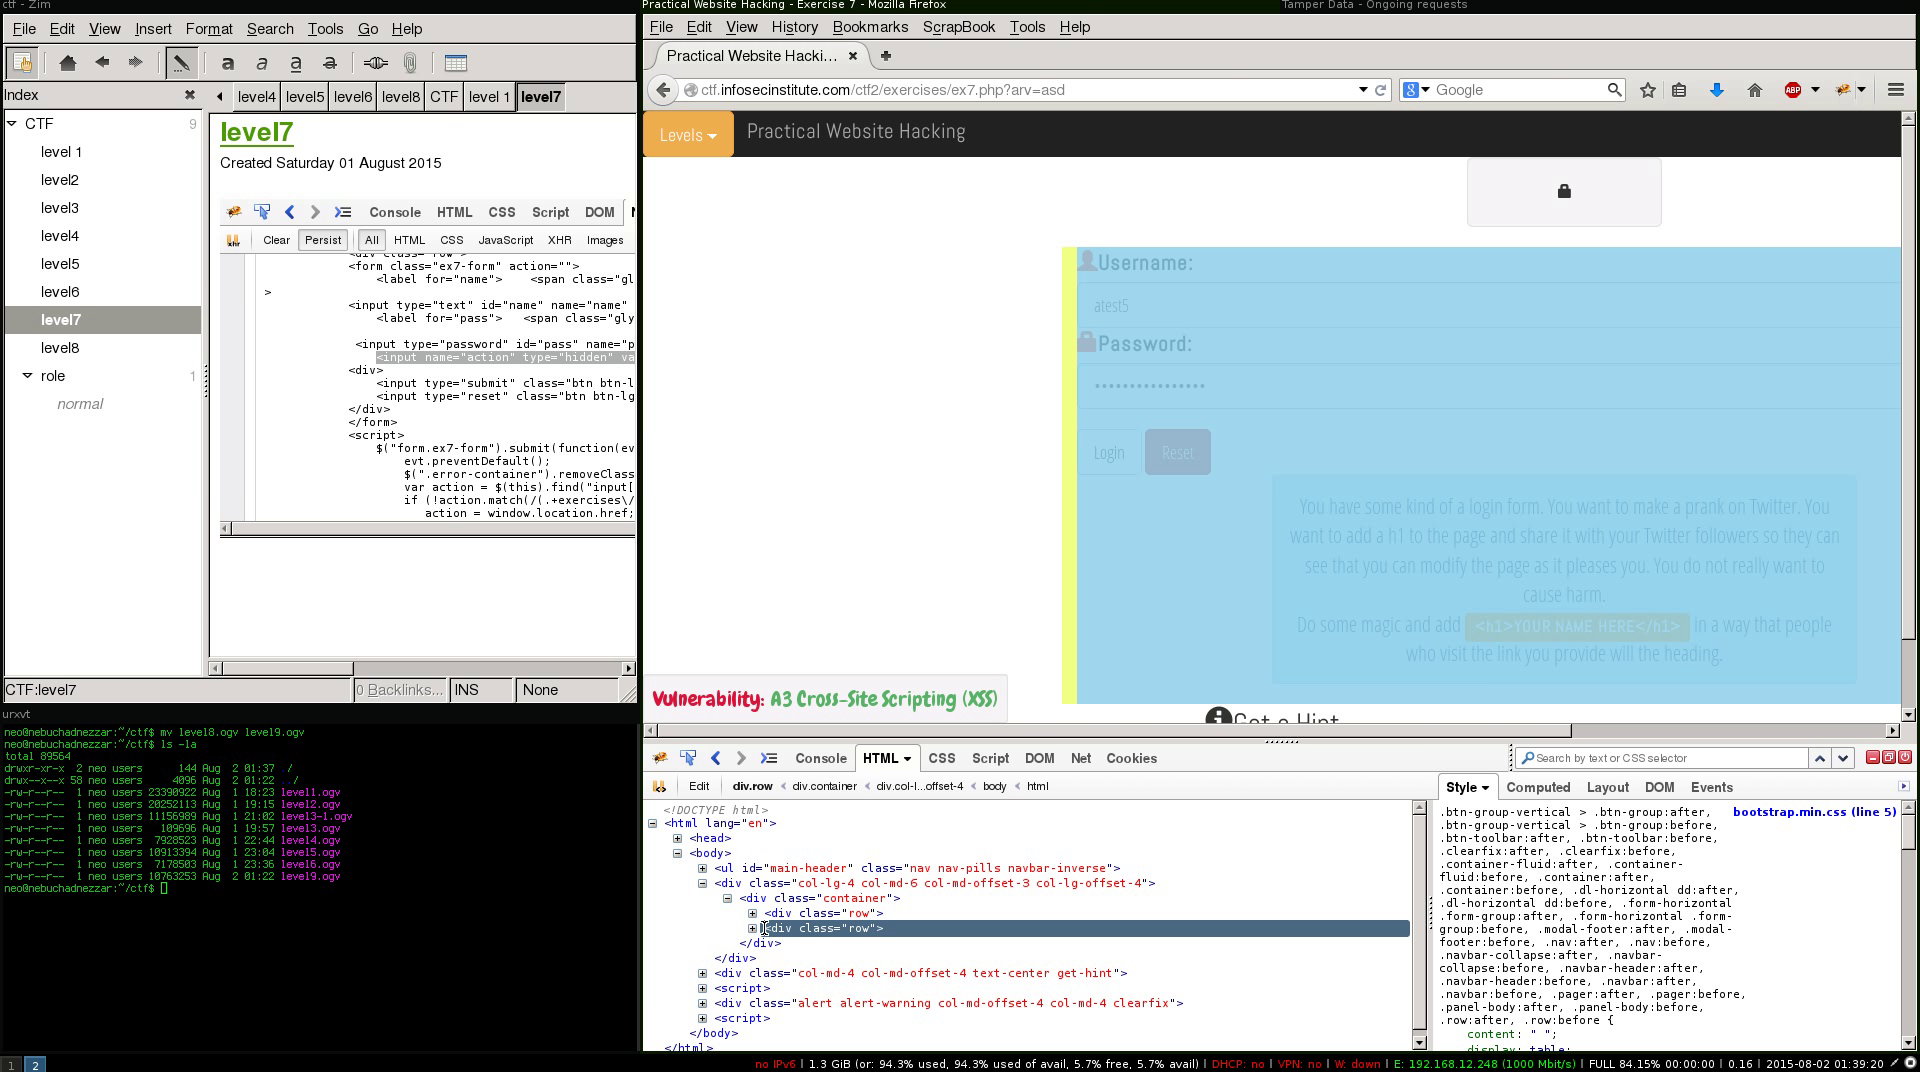 ctf - Zim
File Edit View Insert Format Search Tools Go Help
Index
level4 level5 level6 level8 CTF level 1 level7
CTF 9
level 1
level2
level3
level4
level5
level6
level7
level8
role 1
normal
level7
Created Saturday 01 August 2015
Console HTML CSS Script DOM
Clear Persist All HTML CSS JavaScript XHR Images
<div class="row">
<form class="ex7-form" action="">
<label for="name"> <span class="gl
>
<input type="text" id="name" name="name"
<label for="pass"> <span class="gly
<input type="password" id="pass" name="p
<input name="action" type="hidden" va
<div>
<input type="submit" class="btn btn-l
<input type="reset" class="btn btn-lg
</div>
</form>
<script>
$("form.ex7-form").submit(function(ev
evt.preventDefault();
$(".error-container").removeClass
var action = $(this).find("input[
if (!action.match(/(.+exercises\/
action = window.location.href;
CTF:level7 0 Backlinks... INS None
urxvt
neo@nebuchadnezzar:~/ctf$ mv level8.ogv level9.ogv
neo@nebuchadnezzar:~/ctf$ ls -la
total 89564
drwxr-xr-x 2 neo users 144 Aug 2 01:37 ./
drwx--x--x 58 neo users 4096 Aug 2 01:22 ../
-rw-r--r-- 1 neo users 23390922 Aug 1 18:23 level1.ogv
-rw-r--r-- 1 neo users 20252113 Aug 1 19:15 level2.ogv
-rw-r--r-- 1 neo users 11156989 Aug 1 21:02 level3-1.ogv
-rw-r--r-- 1 neo users 109696 Aug 1 19:57 level3.ogv
-rw-r--r-- 1 neo users 7928523 Aug 1 22:44 level4.ogv
-rw-r--r-- 1 neo users 10913394 Aug 1 23:04 level5.ogv
-rw-r--r-- 1 neo users 7178503 Aug 1 23:36 level6.ogv
-rw-r--r-- 1 neo users 10763253 Aug 2 01:22 level9.ogv
neo@nebuchadnezzar:~/ctf$
Practical Website Hacking - Exercise 7 - Mozilla Firefox
Tamper Data - Ongoing requests
File Edit View History Bookmarks ScrapBook Tools Help
Practical Website Hacki...
ctf.infosecinstitute.com/ctf2/exercises/ex7.php?arv=asd
Google
ABP
Levels Practical Website Hacking
Username:
atest5
Password:
Login Reset
You have some kind of a login form. You want to make a prank on Twitter. You
want to add a h1 to the page and share it with your Twitter followers so they can
see that you can modify the page as it pleases you. You do not really want to
cause harm.
Do some magic and add <h1>YOUR NAME HERE</h1> in a way that people
who visit the link you provide will the heading.
Vulnerability: A3 Cross-Site Scripting (XSS)
Get a Hint
Console HTML CSS Script DOM Net Cookies
Search by text or CSS selector
Edit div.row < div.container < div.col-l...offset-4 < body < html
Style Computed Layout DOM Events
<!DOCTYPE html>
<html lang="en">
<head>
<body>
<ul id="main-header" class="nav nav-pills navbar-inverse">
<div class="col-lg-4 col-md-6 col-md-offset-3 col-lg-offset-4">
<div class="container">
<div class="row">
<div class="row">
</div>
</div>
<div class="col-md-4 col-md-offset-4 text-center get-hint">
<script>
<div class="alert alert-warning col-md-offset-4 col-md-4 clearfix">
<script>
</body>
</html>
.btn-group-vertical > .btn-group:after, bootstrap.min.css (line 5)
.btn-group-vertical > .btn-group:before,
.btn-toolbar:after, .btn-toolbar:before,
.clearfix:after, .clearfix:before,
.container-fluid:after, .container-
fluid:before, .container:after,
.container:before, .dl-horizontal dd:after,
.dl-horizontal dd:before, .form-horizontal
.form-group:after, .form-horizontal .form-
group:before, .modal-footer:after, .modal-
footer:before, .nav:after, .nav:before,
.navbar-collapse:after, .navbar-
collapse:before, .navbar-header:after,
.navbar-header:before, .navbar:after,
.navbar:before, .pager:after, .pager:before,
.panel-body:after, .panel-body:before,
.row:after, .row:before {
content: " ";
display: table;
1 2
no IPv6 | 1.3 GiB (or: 94.3% used, 94.3% used of avail, 5.7% free, 5.7% avail) | DHCP: no | VPN: no | W: down | E: 192.168.12.248 (1000 Mbit/s) | FULL 84.15% 00:00:00 | 0.16 | 2015-08-02 01:39:20